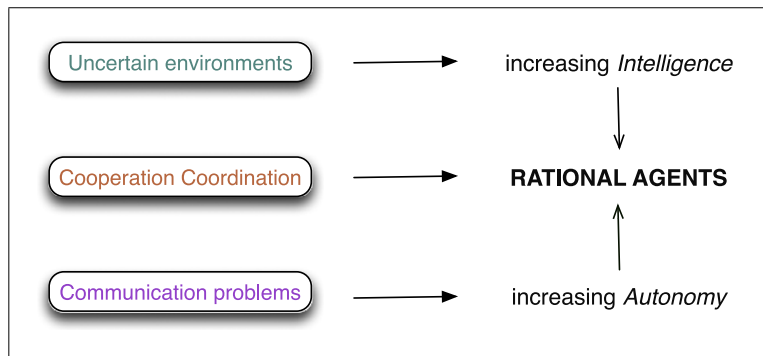 Uncertain environments
increasing Intelligence
Cooperation Coordination
RATIONAL AGENTS
Communication problems
increasing Autonomy